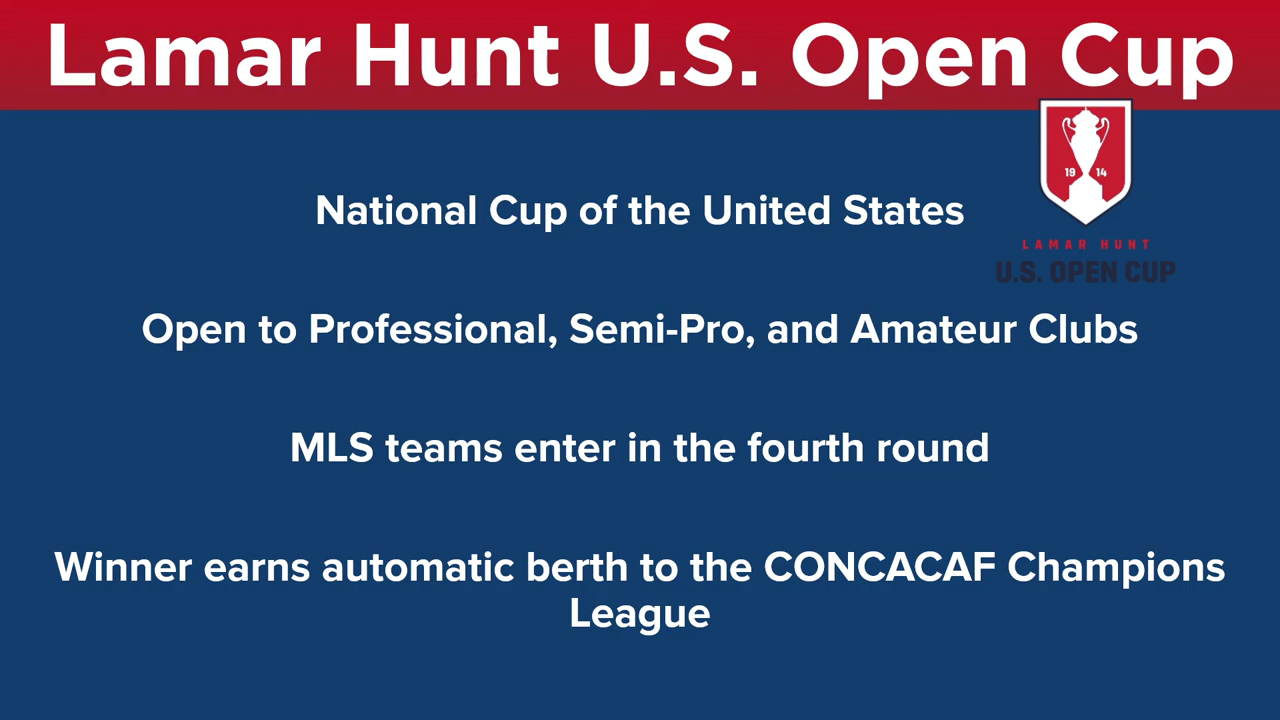 Lamar Hunt U.S. Open Cup
19 14
National Cup of the United States
LAMAR HUNT
U.S. OPEN CUP
Open to Professional, Semi-Pro, and Amateur Clubs
MLS teams enter in the fourth round
Winner earns automatic berth to the CONCACAF Champions
League